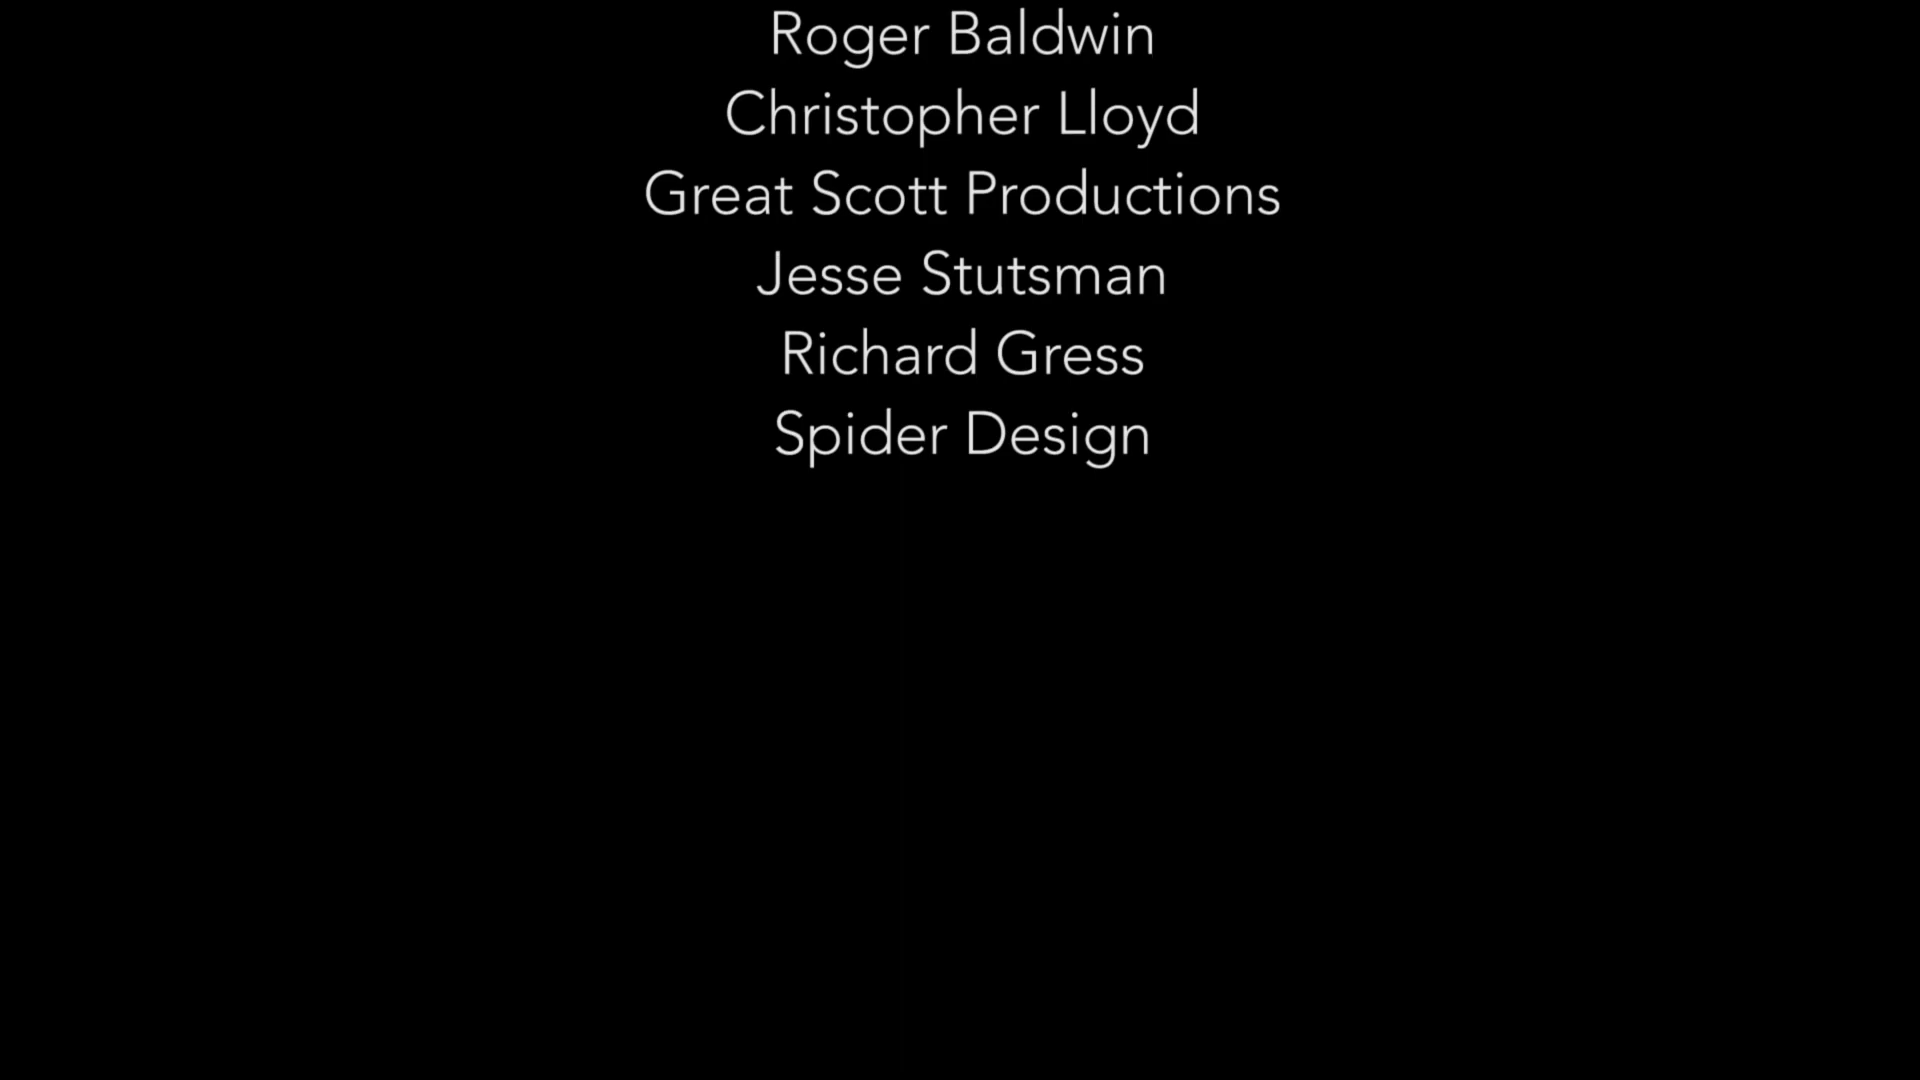 Roger Baldwin
Christopher Lloyd
Great Scott Productions
Jesse Stutsman
Richard Gress
Spider Design